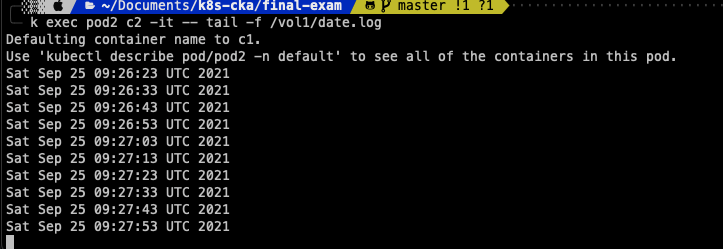 ~/Documents/k8s-cka/final-exam master !1 ?1
k exec pod2 c2 -it -- tail -f /vol1/date.log
Defaulting container name to c1.
Use 'kubectl describe pod/pod2 -n default' to see all of the containers in this pod.
Sat Sep 25 09:26:23 UTC 2021
Sat Sep 25 09:26:33 UTC 2021
Sat Sep 25 09:26:43 UTC 2021
Sat Sep 25 09:26:53 UTC 2021
Sat Sep 25 09:27:03 UTC 2021
Sat Sep 25 09:27:13 UTC 2021
Sat Sep 25 09:27:23 UTC 2021
Sat Sep 25 09:27:33 UTC 2021
Sat Sep 25 09:27:43 UTC 2021
Sat Sep 25 09:27:53 UTC 2021